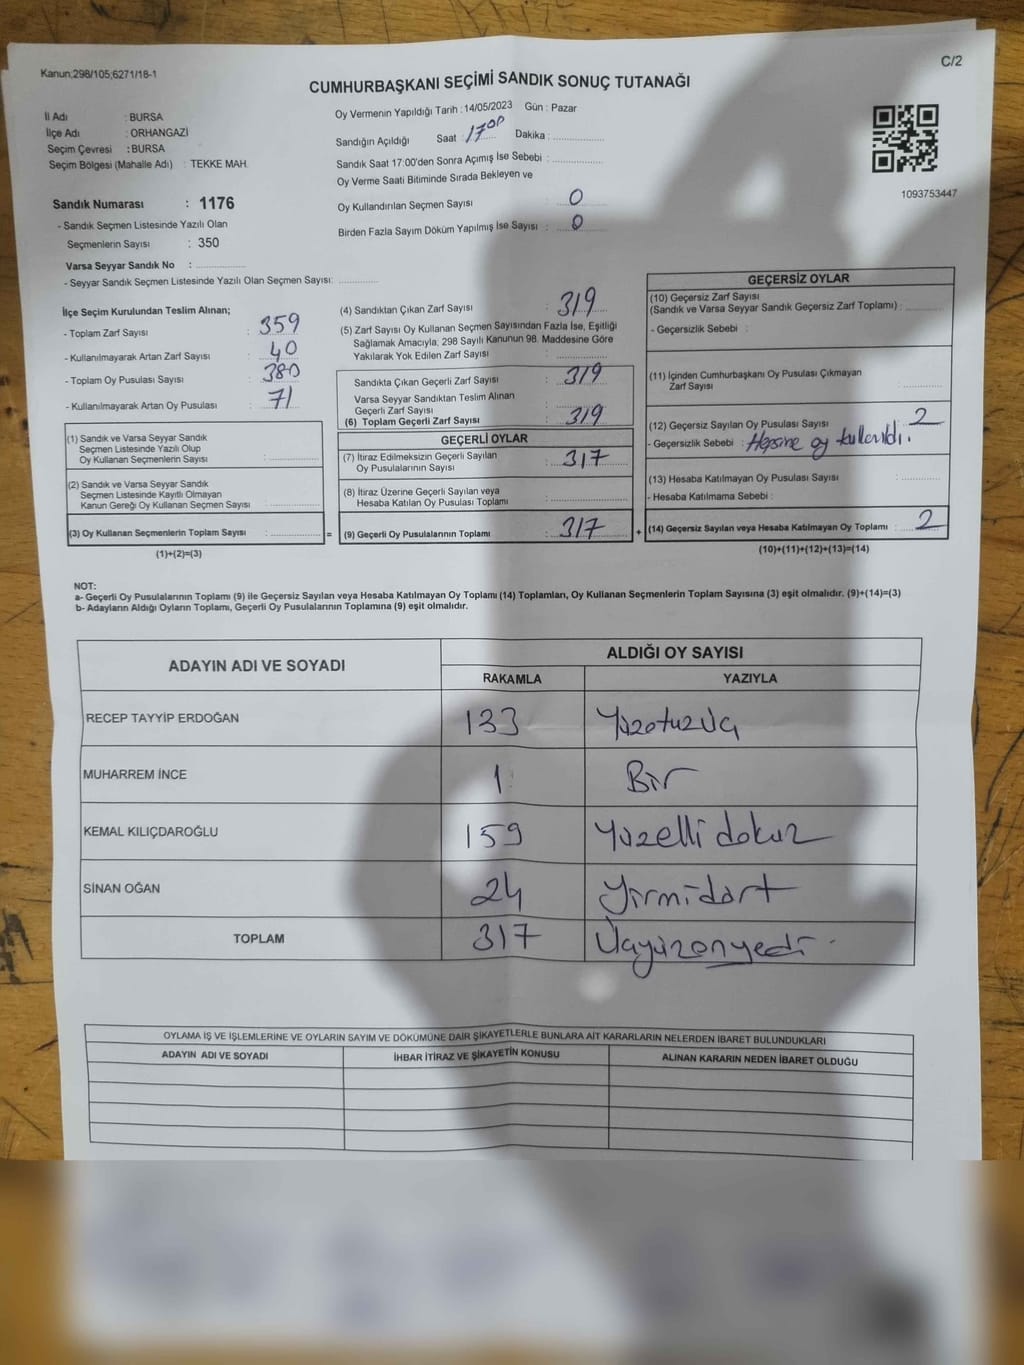 Kanun;298/105;6271/18-1
C/2
CUMHURBAŞKANI SEÇİMİ SANDIK SONUÇ TUTANAĞI
İl Adı : BURSA
İlçe Adı : ORHANGAZİ
Seçim Çevresi : BURSA
Seçim Bölgesi (Mahalle Adı) : TEKKE MAH.
Oy Vermenin Yapıldığı Tarih : 14/05/2023 Gün : Pazar
Sandığın Açıldığı Saat : 17 00 Dakika :
Sandık Saat 17:00'den Sonra Açımış İse Sebebi :
Oy Verme Saati Bitiminde Sırada Bekleyen ve
Oy Kullandırılan Seçmen Sayısı : 0
Birden Fazla Sayım Döküm Yapılmış İse Sayısı : 0
1093753447
Sandık Numarası : 1176
- Sandık Seçmen Listesinde Yazılı Olan
Seçmenlerin Sayısı : 350
Varsa Seyyar Sandık No :
- Seyyar Sandık Seçmen Listesinde Yazılı Olan Seçmen Sayısı:
İlçe Seçim Kurulundan Teslim Alınan;
- Toplam Zarf Sayısı : 359
- Kullanılmayarak Artan Zarf Sayısı : 40
- Toplam Oy Pusulası Sayısı : 380
- Kullanılmayarak Artan Oy Pusulası : 71
(1) Sandık ve Varsa Seyyar Sandık
Seçmen Listesinde Yazılı Olup
Oy Kullanan Seçmenlerin Sayısı :
(2) Sandık ve Varsa Seyyar Sandık
Seçmen Listesinde Kayıtlı Olmayan
Kanun Gereği Oy Kullanan Seçmen Sayısı :
(3) Oy Kullanan Seçmenlerin Toplam Sayısı : =
(1)+(2)=(3)
(4) Sandıktan Çıkan Zarf Sayısı : 319
(5) Zarf Sayısı Oy Kullanan Seçmen Sayısından Fazla İse, Eşitliği
Sağlamak Amacıyla; 298 Sayılı Kanunun 98. Maddesine Göre
Yakılarak Yok Edilen Zarf Sayısı :
Sandıkta Çıkan Geçerli Zarf Sayısı : 319
Varsa Seyyar Sandıktan Teslim Alınan
Geçerli Zarf Sayısı :
(6) Toplam Geçerli Zarf Sayısı : 319
GEÇERLİ OYLAR
(7) İtiraz Edilmeksizin Geçerli Sayılan
Oy Pusulalarının Sayısı : 317
(8) İtiraz Üzerine Geçerli Sayılan veya
Hesaba Katılan Oy Pusulası Toplamı :
(9) Geçerli Oy Pusulalarının Toplamı : 317 +
GEÇERSİZ OYLAR
(10) Geçersiz Zarf Sayısı
(Sandık ve Varsa Seyyar Sandık Geçersiz Zarf Toplamı) :
- Geçersizlik Sebebi :
(11) İçinden Cumhurbaşkanı Oy Pusulası Çıkmayan
Zarf Sayısı :
(12) Geçersiz Sayılan Oy Pusulası Sayısı : 2
- Geçersizlik Sebebi : Hepsine oy kullanıldı.
(13) Hesaba Katılmayan Oy Pusulası Sayısı :
- Hesaba Katılmama Sebebi :
(14) Geçersiz Sayılan veya Hesaba Katılmayan Oy Toplamı : 2
(10)+(11)+(12)+(13)=(14)
NOT:
a- Geçerli Oy Pusulalarının Toplamı (9) ile Geçersiz Sayılan veya Hesaba Katılmayan Oy Toplamı (14) Toplamları, Oy Kullanan Seçmenlerin Toplam Sayısına (3) eşit olmalıdır. (9)+(14)=(3)
b- Adayların Aldığı Oyların Toplamı, Geçerli Oy Pusulalarının Toplamına (9) eşit olmalıdır.
ADAYIN ADI VE SOYADI ALDIĞI OY SAYISI
RAKAMLA YAZIYLA
RECEP TAYYİP ERDOĞAN 133 Yüzotuzüç
MUHARREM İNCE 1 Bir
KEMAL KILIÇDAROĞLU 159 Yüzelli dokuz
SİNAN OĞAN 24 Yirmidört
TOPLAM 317 Üçyüzonyedi
OYLAMA İŞ VE İŞLEMLERİNE VE OYLARIN SAYIM VE DÖKÜMÜNE DAİR ŞİKAYETLERLE BUNLARA AİT KARARLARIN NELERDEN İBARET BULUNDUKLARI
ADAYIN ADI VE SOYADI İHBAR İTİRAZ VE ŞİKAYETİN KONUSU ALINAN KARARIN NEDEN İBARET OLDUĞU